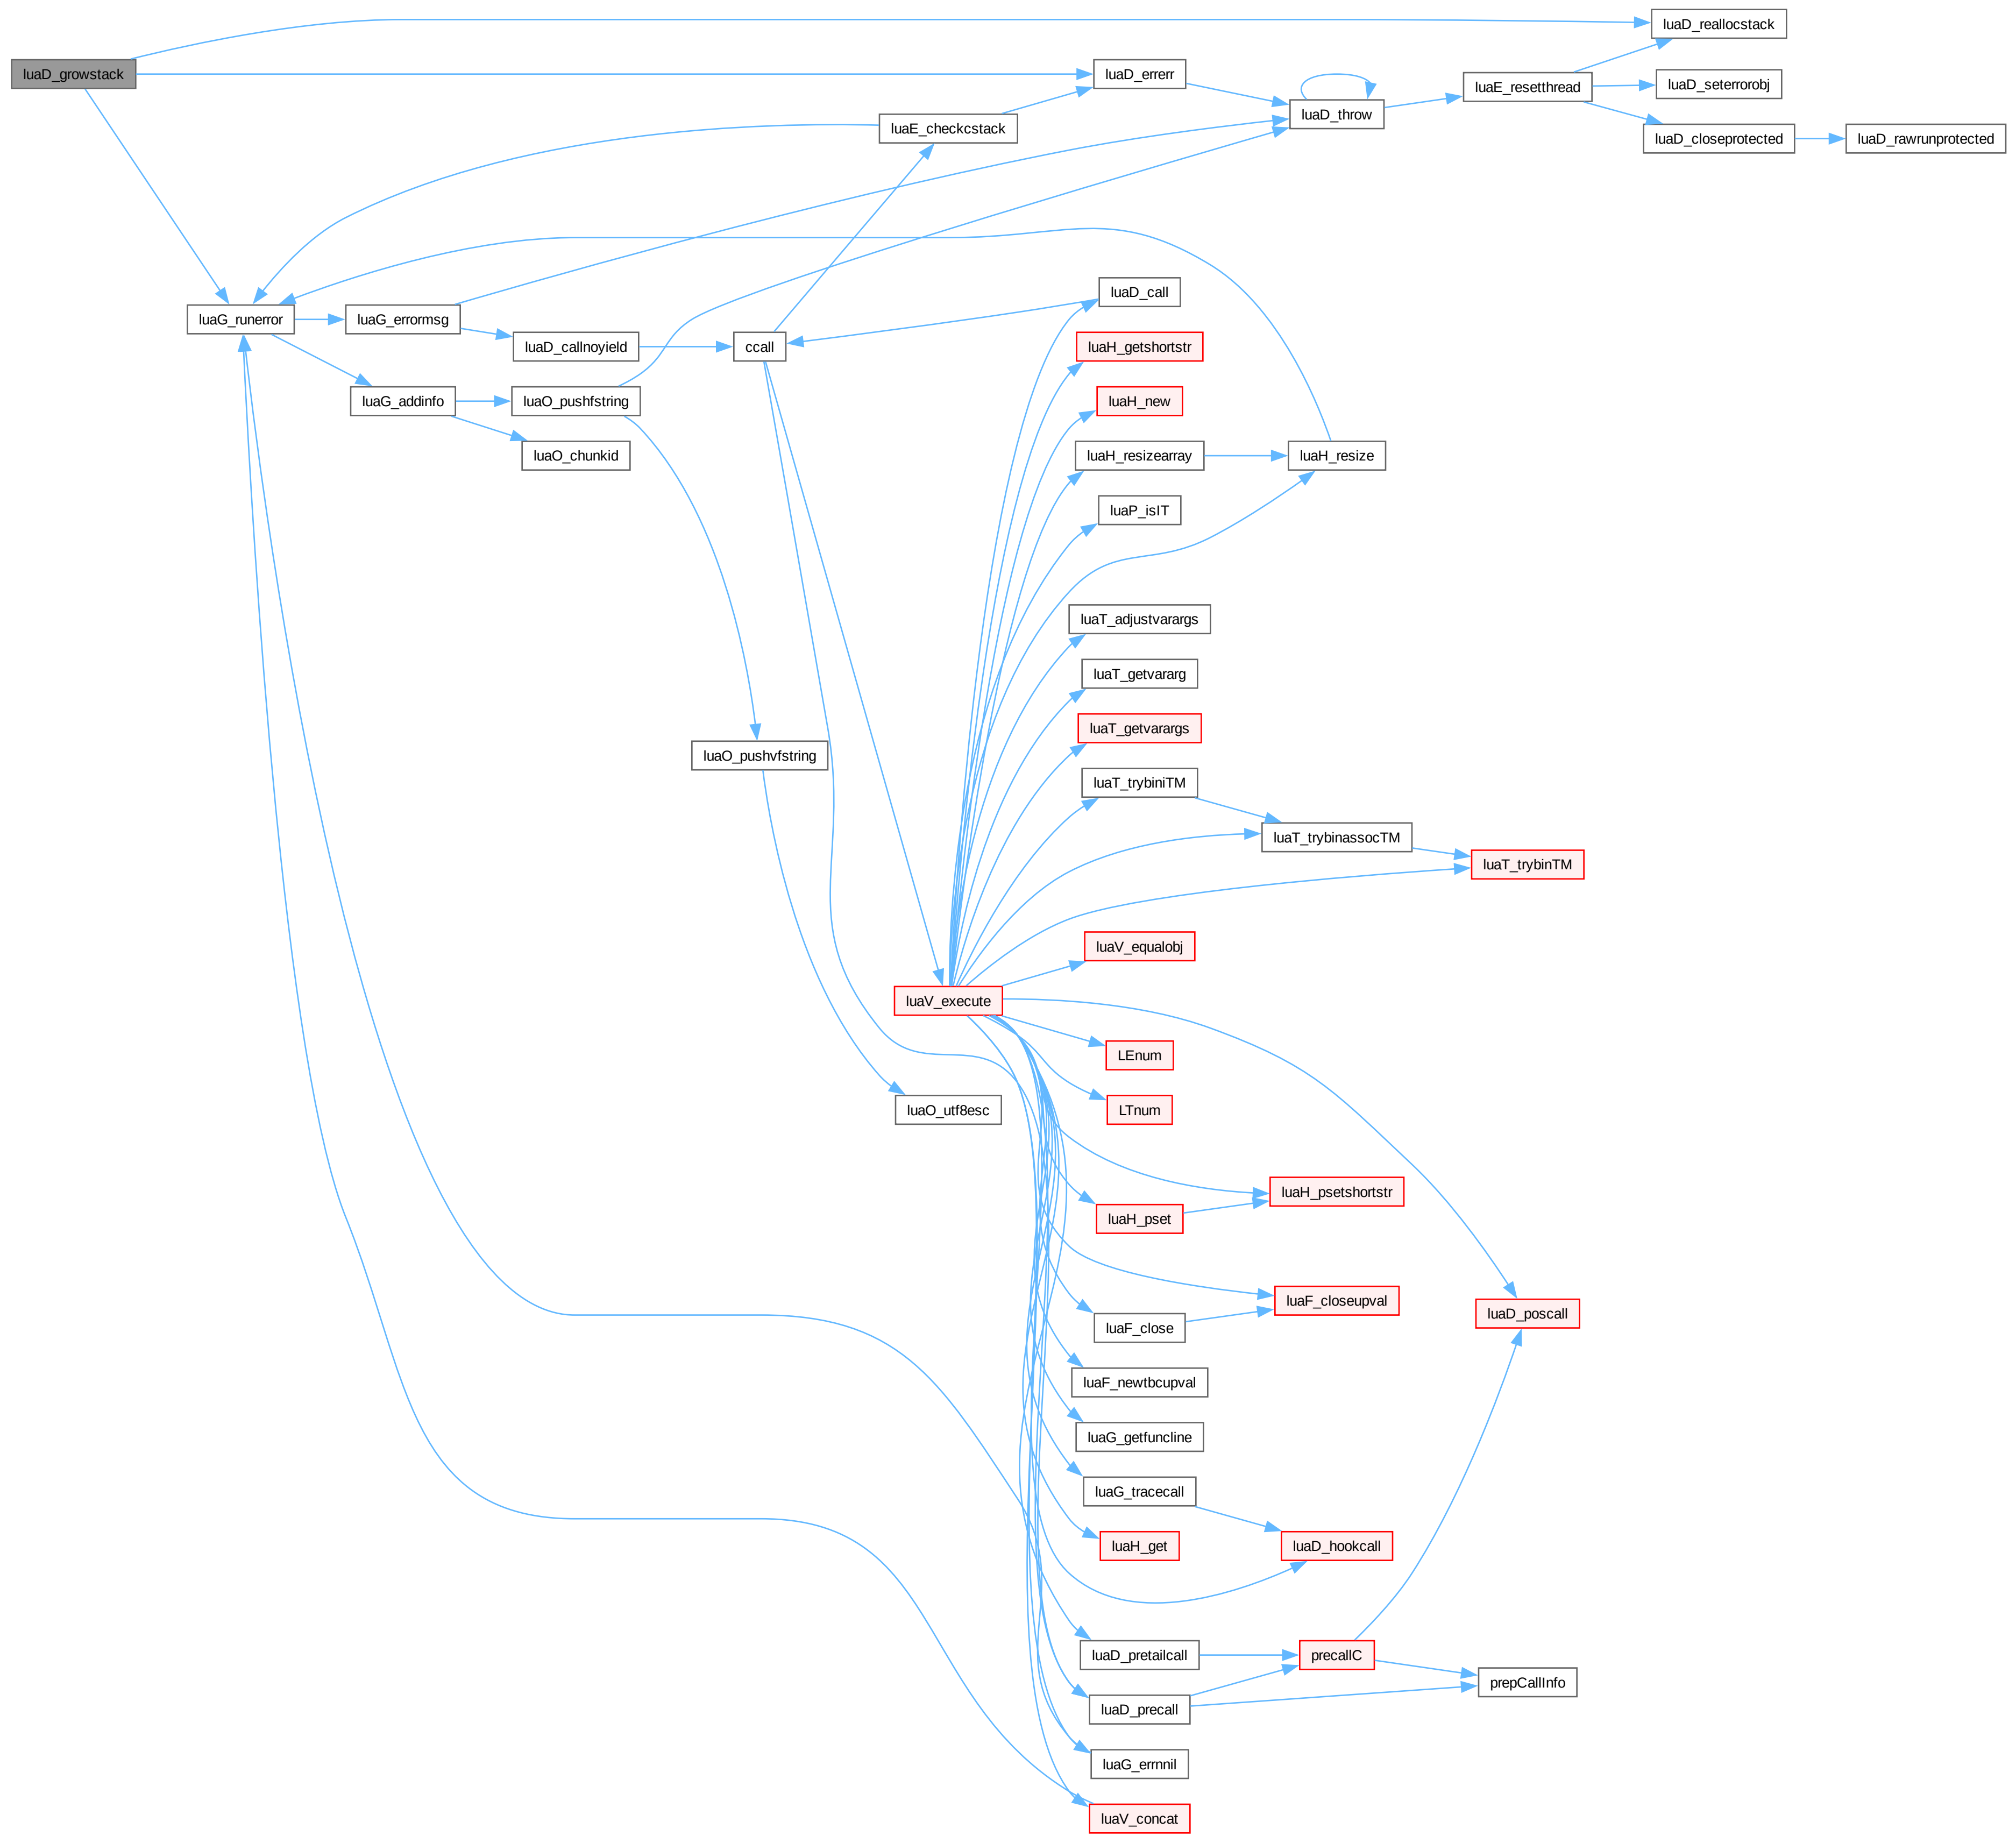 luaD_growstack
luaD_reallocstack
luaD_errerr
luaE_resetthread
luaD_seterrorobj
luaD_throw
luaE_checkcstack
luaD_closeprotected
luaD_rawrunprotected
luaD_call
luaG_runerror
luaG_errormsg
luaD_callnoyield
ccall
luaH_getshortstr
luaG_addinfo
luaO_pushfstring
luaH_new
luaO_chunkid
luaH_resizearray
luaH_resize
luaP_isIT
luaT_adjustvarargs
luaT_getvararg
luaT_getvarargs
luaO_pushvfstring
luaT_trybiniTM
luaT_trybinassocTM
luaT_trybinTM
luaV_equalobj
luaV_execute
LEnum
luaO_utf8esc
LTnum
luaH_psetshortstr
luaH_pset
luaF_closeupval
luaD_poscall
luaF_close
luaF_newtbcupval
luaG_getfuncline
luaG_tracecall
luaH_get
luaD_hookcall
luaD_pretailcall
precallC
prepCallInfo
luaD_precall
luaG_errnnil
luaV_concat